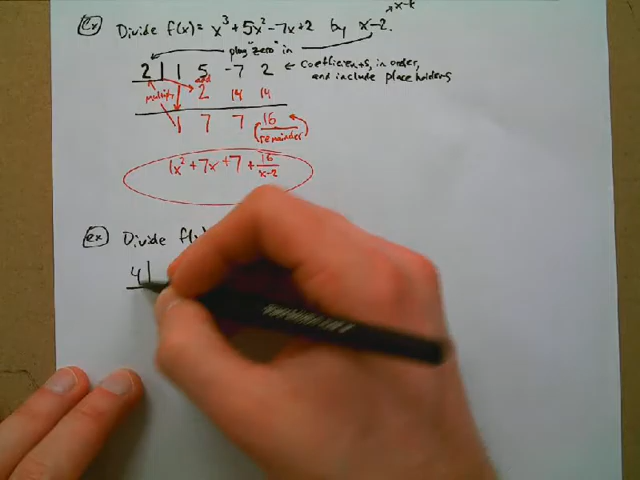 ex Divide f(x) = x³ + 5x² - 7x + 2 by x-2. x-k
plug "zero" in
2 1 5 -7 2 ← coefficients, in order,
and include place holders
add
multiply 2 14 14
1 7 7 16
remainder
1x² + 7x + 7 + 16/x-2
ex Divide f(x)
4